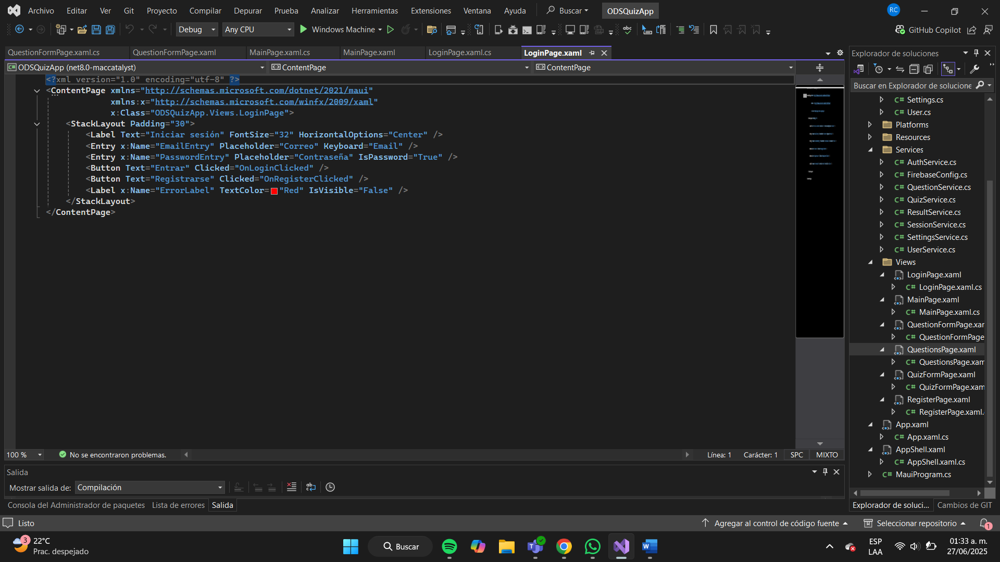 Archivo Editar Ver Git Proyecto Compilar Depurar Prueba Analizar Herramientas Extensiones Ventana Ayuda Buscar ODSQuizApp RC
Debug Any CPU Windows Machine abc GitHub Copilot
QuestionFormPage.xaml.cs QuestionFormPage.xaml MainPage.xaml.cs MainPage.xaml LoginPage.xaml.cs LoginPage.xaml
ODSQuizApp (net8.0-maccatalyst) ContentPage ContentPage
<?xml version="1.0" encoding="utf-8" ?>
<ContentPage xmlns="http://schemas.microsoft.com/dotnet/2021/maui"
xmlns:x="http://schemas.microsoft.com/winfx/2009/xaml"
x:Class="ODSQuizApp.Views.LoginPage">
<StackLayout Padding="30">
<Label Text="Iniciar sesión" FontSize="32" HorizontalOptions="Center" />
<Entry x:Name="EmailEntry" Placeholder="Correo" Keyboard="Email" />
<Entry x:Name="PasswordEntry" Placeholder="Contraseña" IsPassword="True" />
<Button Text="Entrar" Clicked="OnLoginClicked" />
<Button Text="Registrarse" Clicked="OnRegisterClicked" />
<Label x:Name="ErrorLabel" TextColor="Red" IsVisible="False" />
</StackLayout>
</ContentPage>
100 % No se encontraron problemas. Línea: 1 Carácter: 1 SPC MIXTO
Salida
Mostrar salida de: Compilación
Consola del Administrador de paquetes Lista de errores Salida
Explorador de soluciones
Buscar en Explorador de solucione
C# Settings.cs
C# User.cs
Platforms
Resources
Services
C# AuthService.cs
C# FirebaseConfig.cs
C# QuestionService.cs
C# QuizService.cs
C# ResultService.cs
C# SessionService.cs
C# SettingsService.cs
C# UserService.cs
Views
LoginPage.xaml
C# LoginPage.xaml.cs
MainPage.xaml
C# MainPage.xaml.cs
QuestionFormPage.xar
C# QuestionFormPage
QuestionsPage.xaml
C# QuestionsPage.xam
QuizFormPage.xaml
C# QuizFormPage.xam
RegisterPage.xaml
C# RegisterPage.xaml.
App.xaml
C# App.xaml.cs
AppShell.xaml
C# AppShell.xaml.cs
C# MauiProgram.cs
Explorador de soluci... Cambios de GIT
Listo Agregar al control de código fuente Seleccionar repositorio 1
3 22°C
Prac. despejado
Buscar
ESP
LAA
01:33 a. m.
27/06/2025